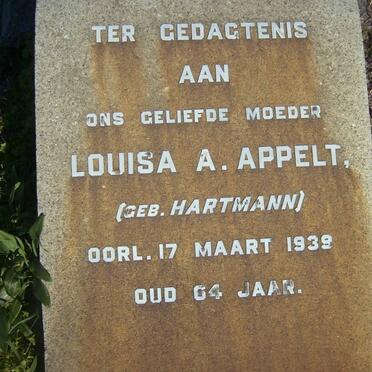 TER GEDAGTENIS
AAN
ONS GELIEFDE MOEDER
LOUISA A. APPELT,
(GEB. HARTMANN)
OORL. 17 MAART 1939
OUD 64 JAAR.